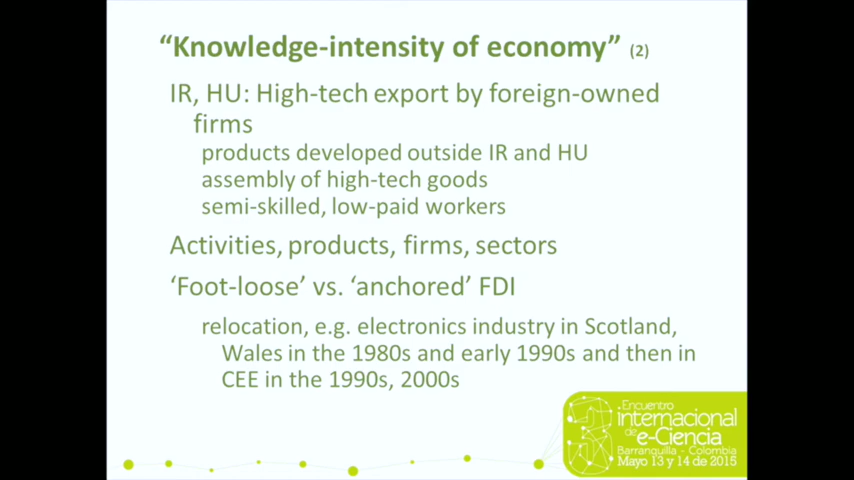 “Knowledge-intensity of economy” (2)
IR, HU: High-tech export by foreign-owned
firms
products developed outside IR and HU
assembly of high-tech goods
semi-skilled, low-paid workers
Activities, products, firms, sectors
‘Foot-loose’ vs. ‘anchored’ FDI
relocation, e.g. electronics industry in Scotland,
Wales in the 1980s and early 1990s and then in
CEE in the 1990s, 2000s
3
Encuentro
internacional
de e-Ciencia
Barranquilla - Colombia
Mayo 13 y 14 de 2015